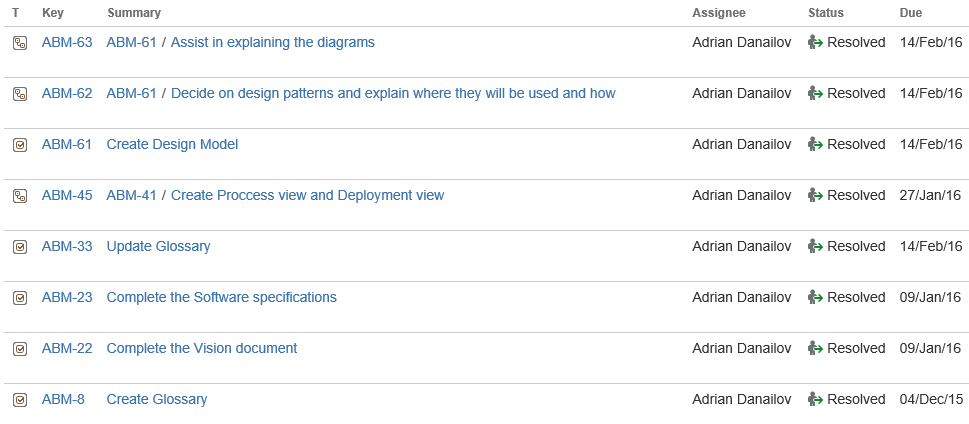 T Key Summary Assignee Status Due
ABM-63 ABM-61 / Assist in explaining the diagrams Adrian Danailov Resolved 14/Feb/16
ABM-62 ABM-61 / Decide on design patterns and explain where they will be used and how Adrian Danailov Resolved 14/Feb/16
ABM-61 Create Design Model Adrian Danailov Resolved 14/Feb/16
ABM-45 ABM-41 / Create Proccess view and Deployment view Adrian Danailov Resolved 27/Jan/16
ABM-33 Update Glossary Adrian Danailov Resolved 14/Feb/16
ABM-23 Complete the Software specifications Adrian Danailov Resolved 09/Jan/16
ABM-22 Complete the Vision document Adrian Danailov Resolved 09/Jan/16
ABM-8 Create Glossary Adrian Danailov Resolved 04/Dec/15